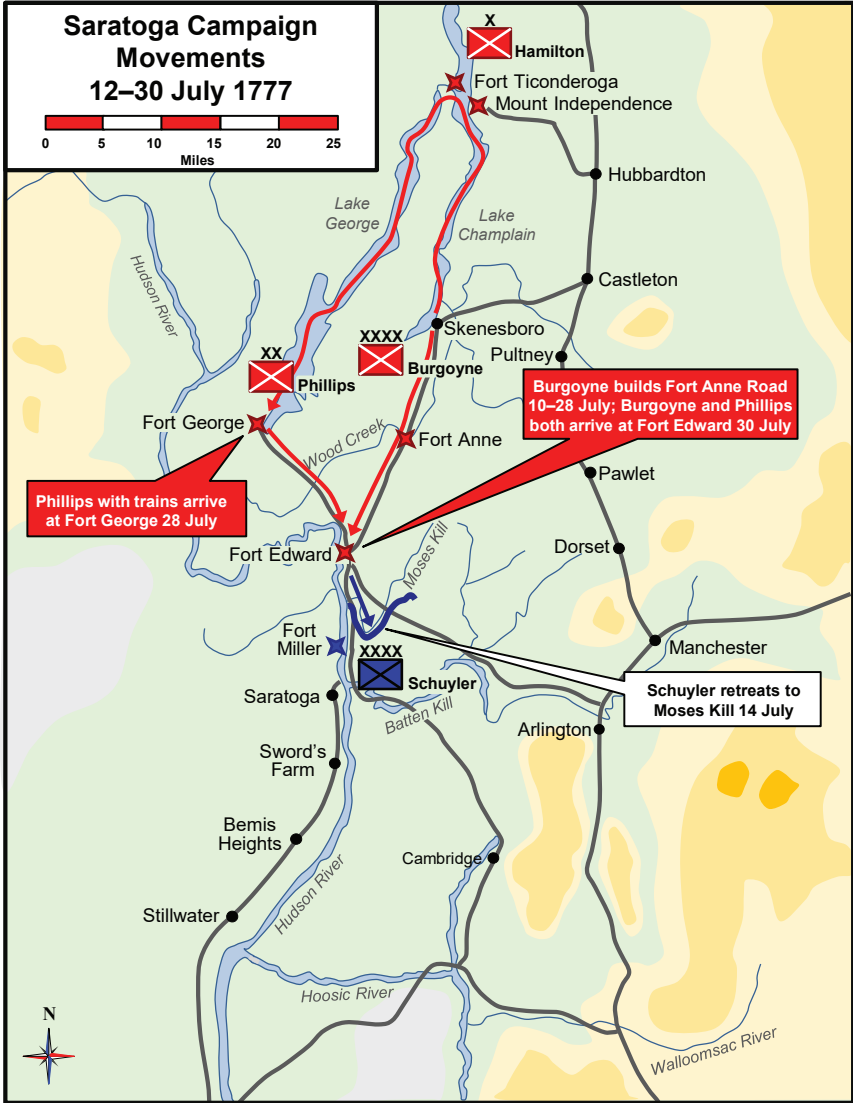 Saratoga Campaign
Movements
12–30 July 1777
0 5 10 15 20 25
Miles
X
Hamilton
Fort Ticonderoga
Mount Independence
Hubbardton
Lake
George
Lake
Champlain
Hudson River
Castleton
Skenesboro
XXXX
Burgoyne
Pultney
XX
Phillips
Burgoyne builds Fort Anne Road
10–28 July; Burgoyne and Phillips
both arrive at Fort Edward 30 July
Fort George
Wood Creek
Fort Anne
Pawlet
Phillips with trains arrive
at Fort George 28 July
Fort Edward
Moses Kill
Dorset
Fort
Miller
Manchester
XXXX
Schuyler
Schuyler retreats to
Moses Kill 14 July
Saratoga
Batten Kill
Arlington
Sword's
Farm
Bemis
Heights
Cambridge
Hudson River
Stillwater
Hoosic River
N
Walloomsac River